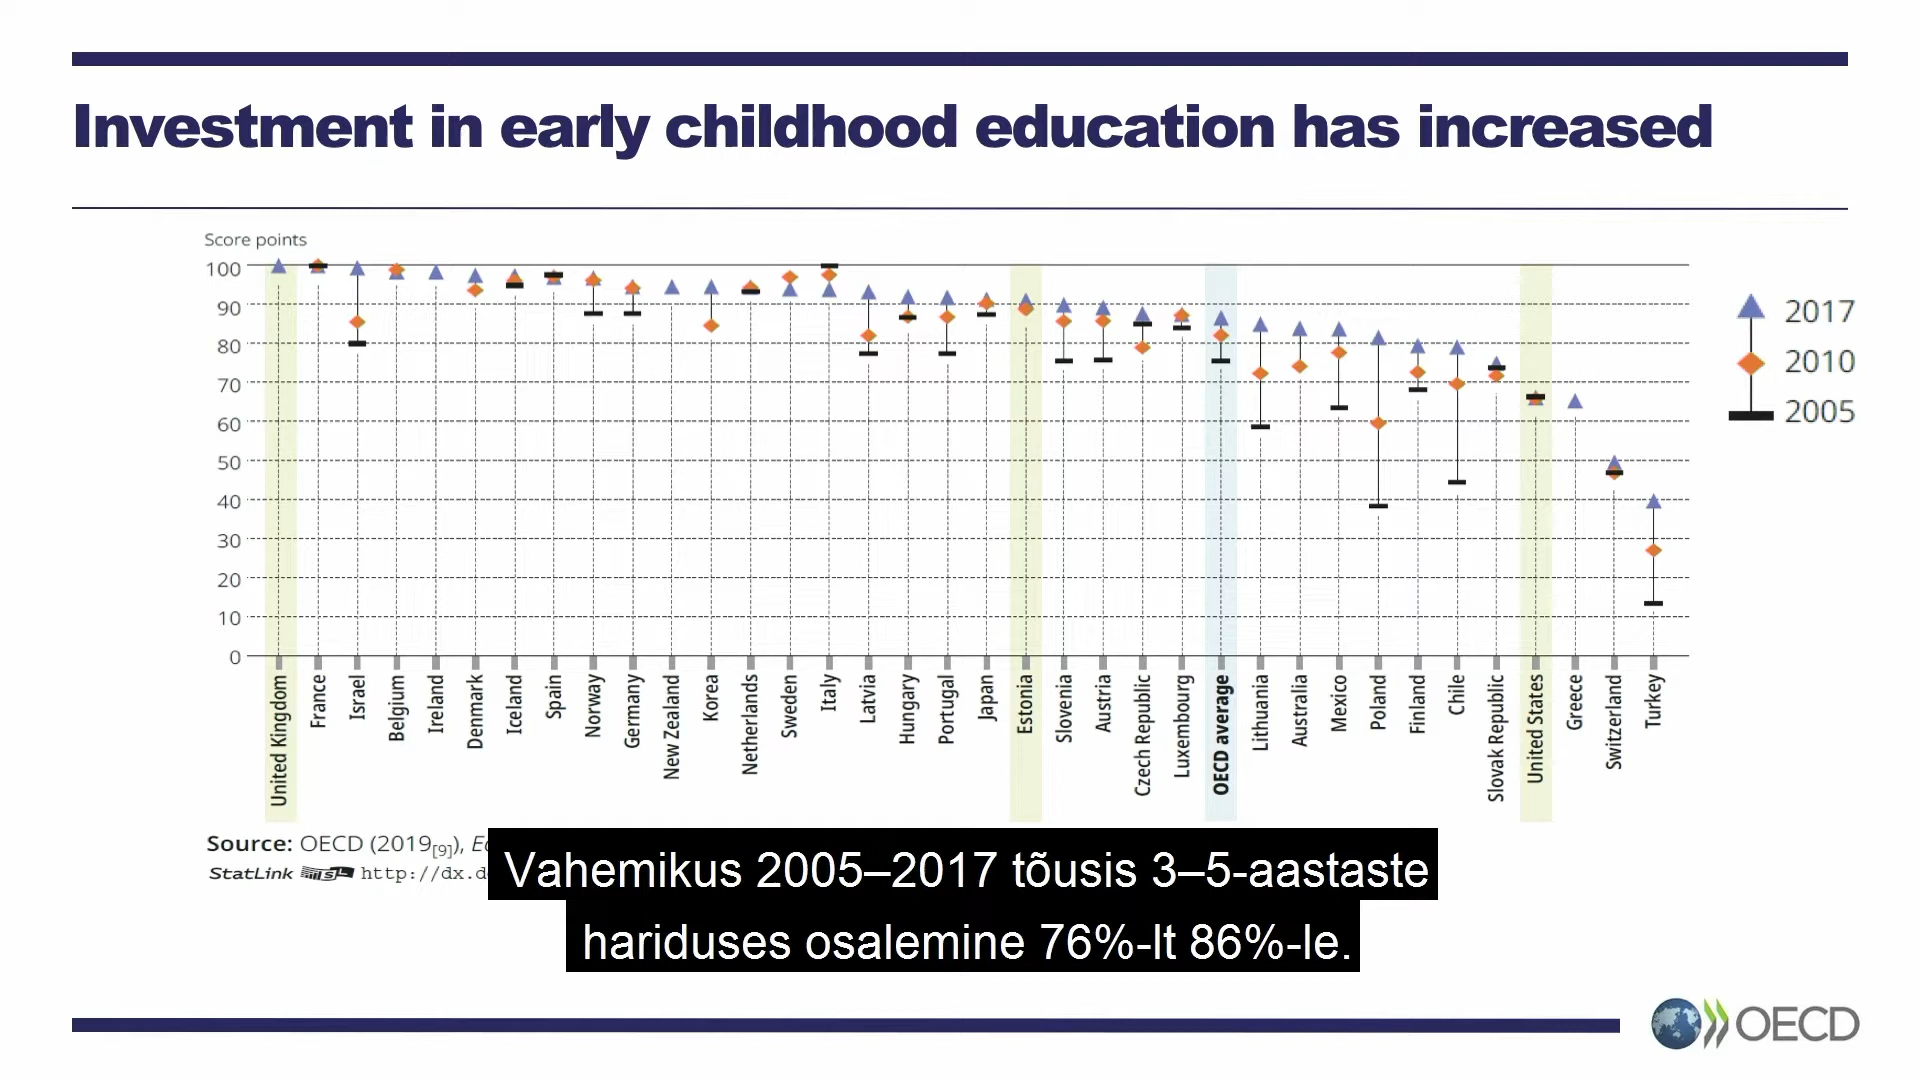 Investment in early childhood education has increased
Score points
100
90
80
70
60
50
40
30
20
10
0
2017
2010
2005
United Kingdom
France
Israel
Belgium
Ireland
Denmark
Iceland
Spain
Norway
Germany
New Zealand
Korea
Netherlands
Sweden
Italy
Latvia
Hungary
Portugal
Japan
Estonia
Slovenia
Austria
Czech Republic
Luxembourg
OECD average
Lithuania
Australia
Mexico
Poland
Finland
Chile
Slovak Republic
United States
Greece
Switzerland
Turkey
Source: OECD (2019[9]),
StatLink http://dx.d
Vahemikus 2005–2017 tõusis 3–5-aastaste
hariduses osalemine 76%-lt 86%-le.
OECD